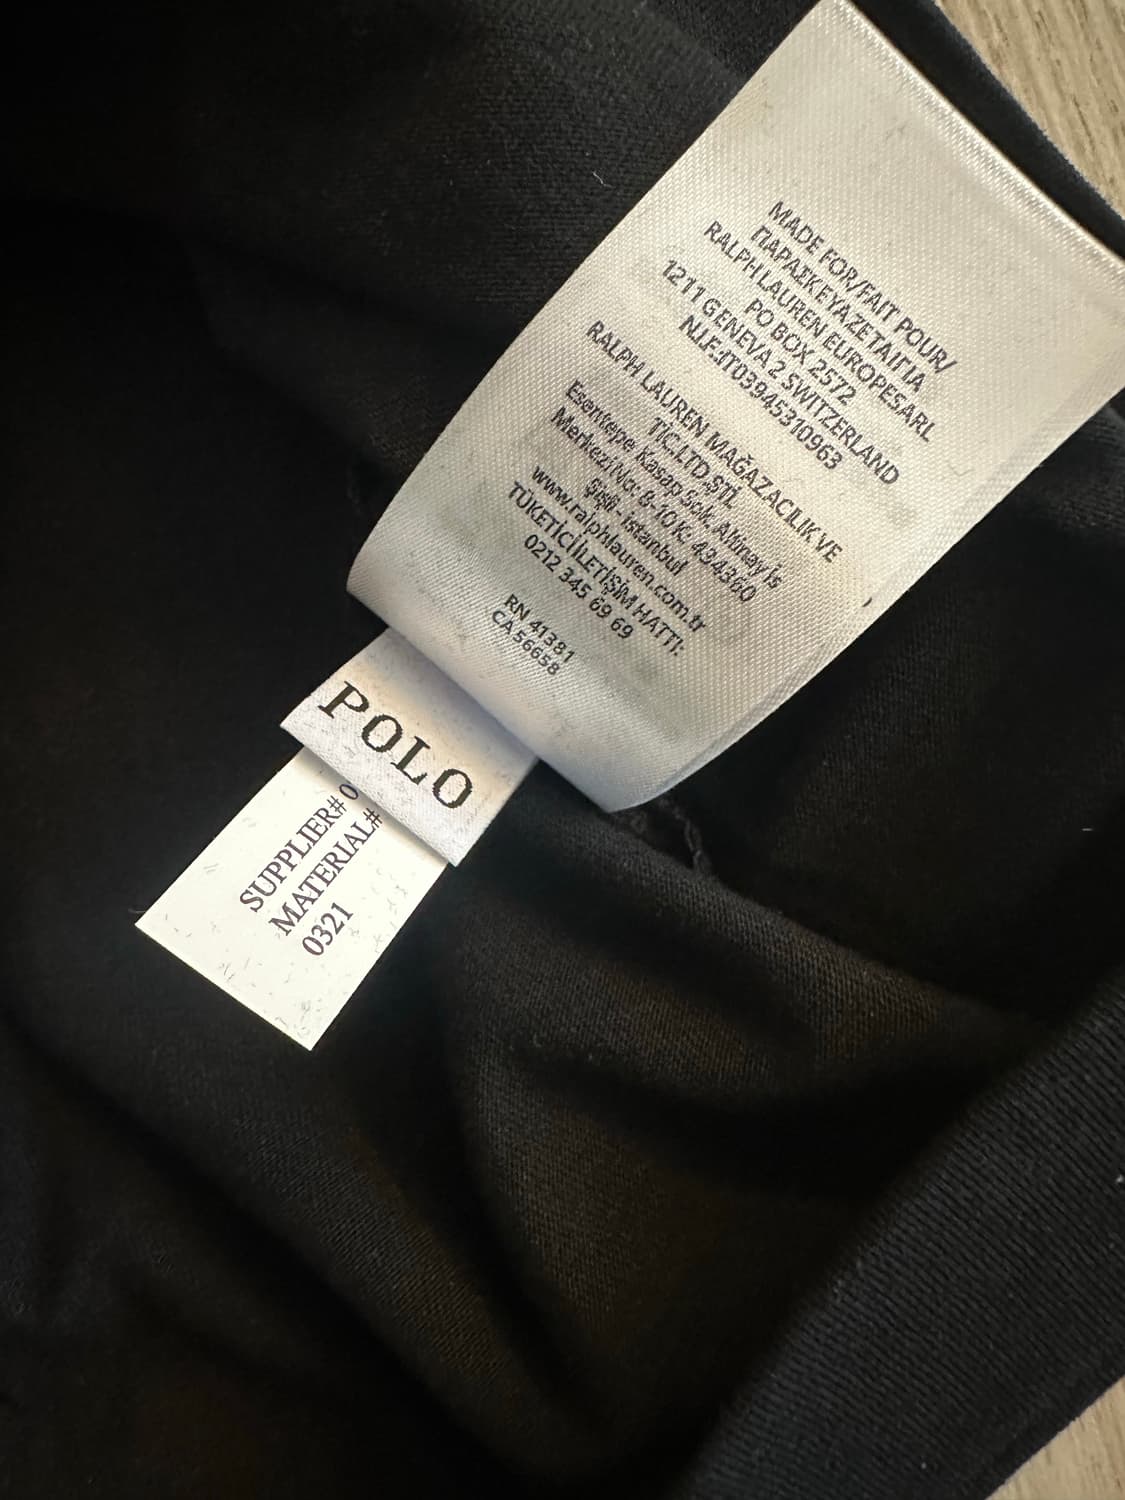 MADE FOR/FAIT POUR/
ΠΑΡΑΣΚΕΥΑΖΕΤΑΙ ΓΙΑ
RALPH LAUREN EUROPE SARL
PO BOX 2572
1211 GENEVA 2 SWITZERLAND
N.I.F.:IT03945310963
RALPH LAUREN MAĞAZACILIK VE
TİC.LTD.ŞTİ.
Esentepe Kasap Sok. Altınay İş
Merkezi No: 8-10 K: 4 34360
Şişli - Istanbul
www.ralphlauren.com.tr
TÜKETİCİ İLETİŞİM HATTI:
0212 345 69 69
RN 41381
CA 56658
POLO
SUPPLIER# 0
MATERIAL#
0321